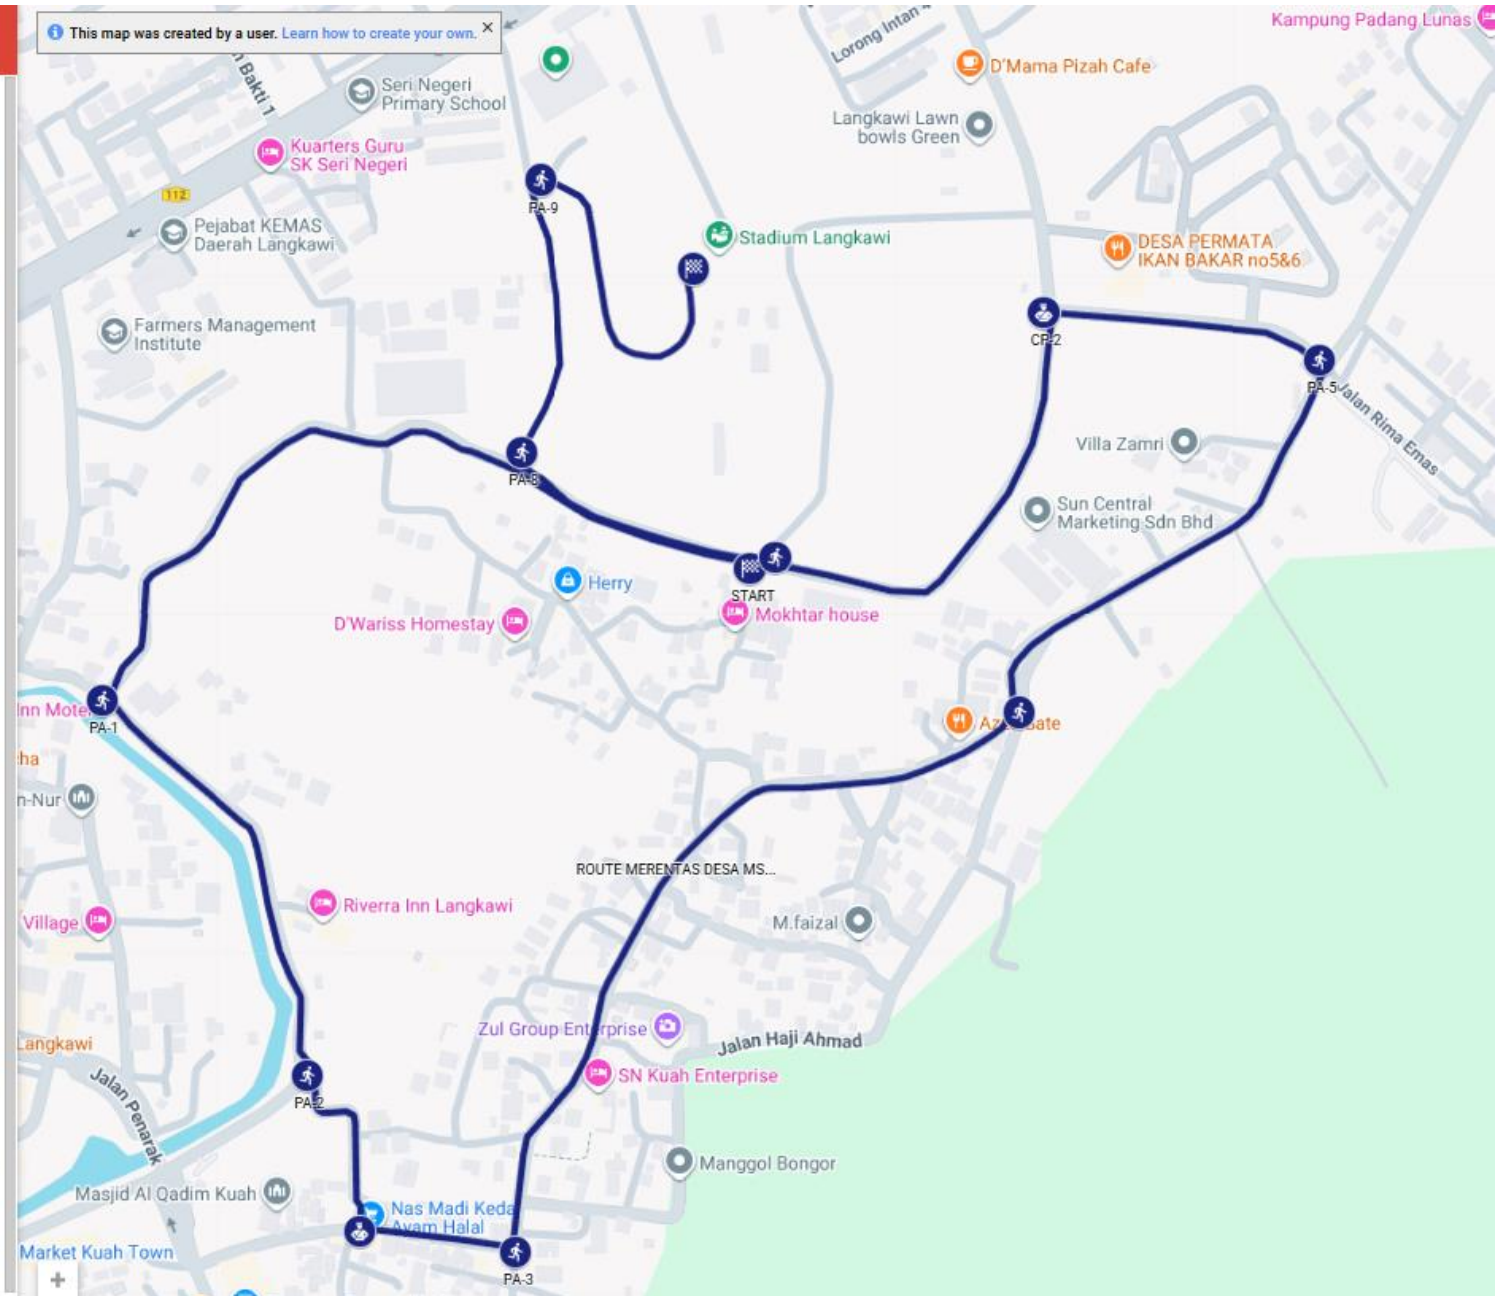 This map was created by a user. Learn how to create your own.
Lorong Intan
Kampung Padang Lunas
D'Mama Pizah Cafe
Bakti 1
Seri Negeri
Primary School
Langkawi Lawn
bowls Green
Kuarters Guru
SK Seri Negeri
112
PA-9
Pejabat KEMAS
Daerah Langkawi
Stadium Langkawi
DESA PERMATA
IKAN BAKAR no5&6
Farmers Management
Institute
CP-2
PA-5
Jalan Rima Emas
Villa Zamri
PA-8
Sun Central
Marketing Sdn Bhd
Herry
START
Mokhtar house
D'Wariss Homestay
Inn Mote
PA-1
ate
ha
n-Nur
ROUTE MERENTAS DESA MS...
Riverra Inn Langkawi
Village
M.faizal
Zul Group Enterprise
Langkawi
Jalan Haji Ahmad
SN Kuah Enterprise
Jalan Penarak
PA-2
Manggol Bongor
Masjid Al Qadim Kuah
Nas Madi Keda
Ayam Halal
Market Kuah Town
PA-3